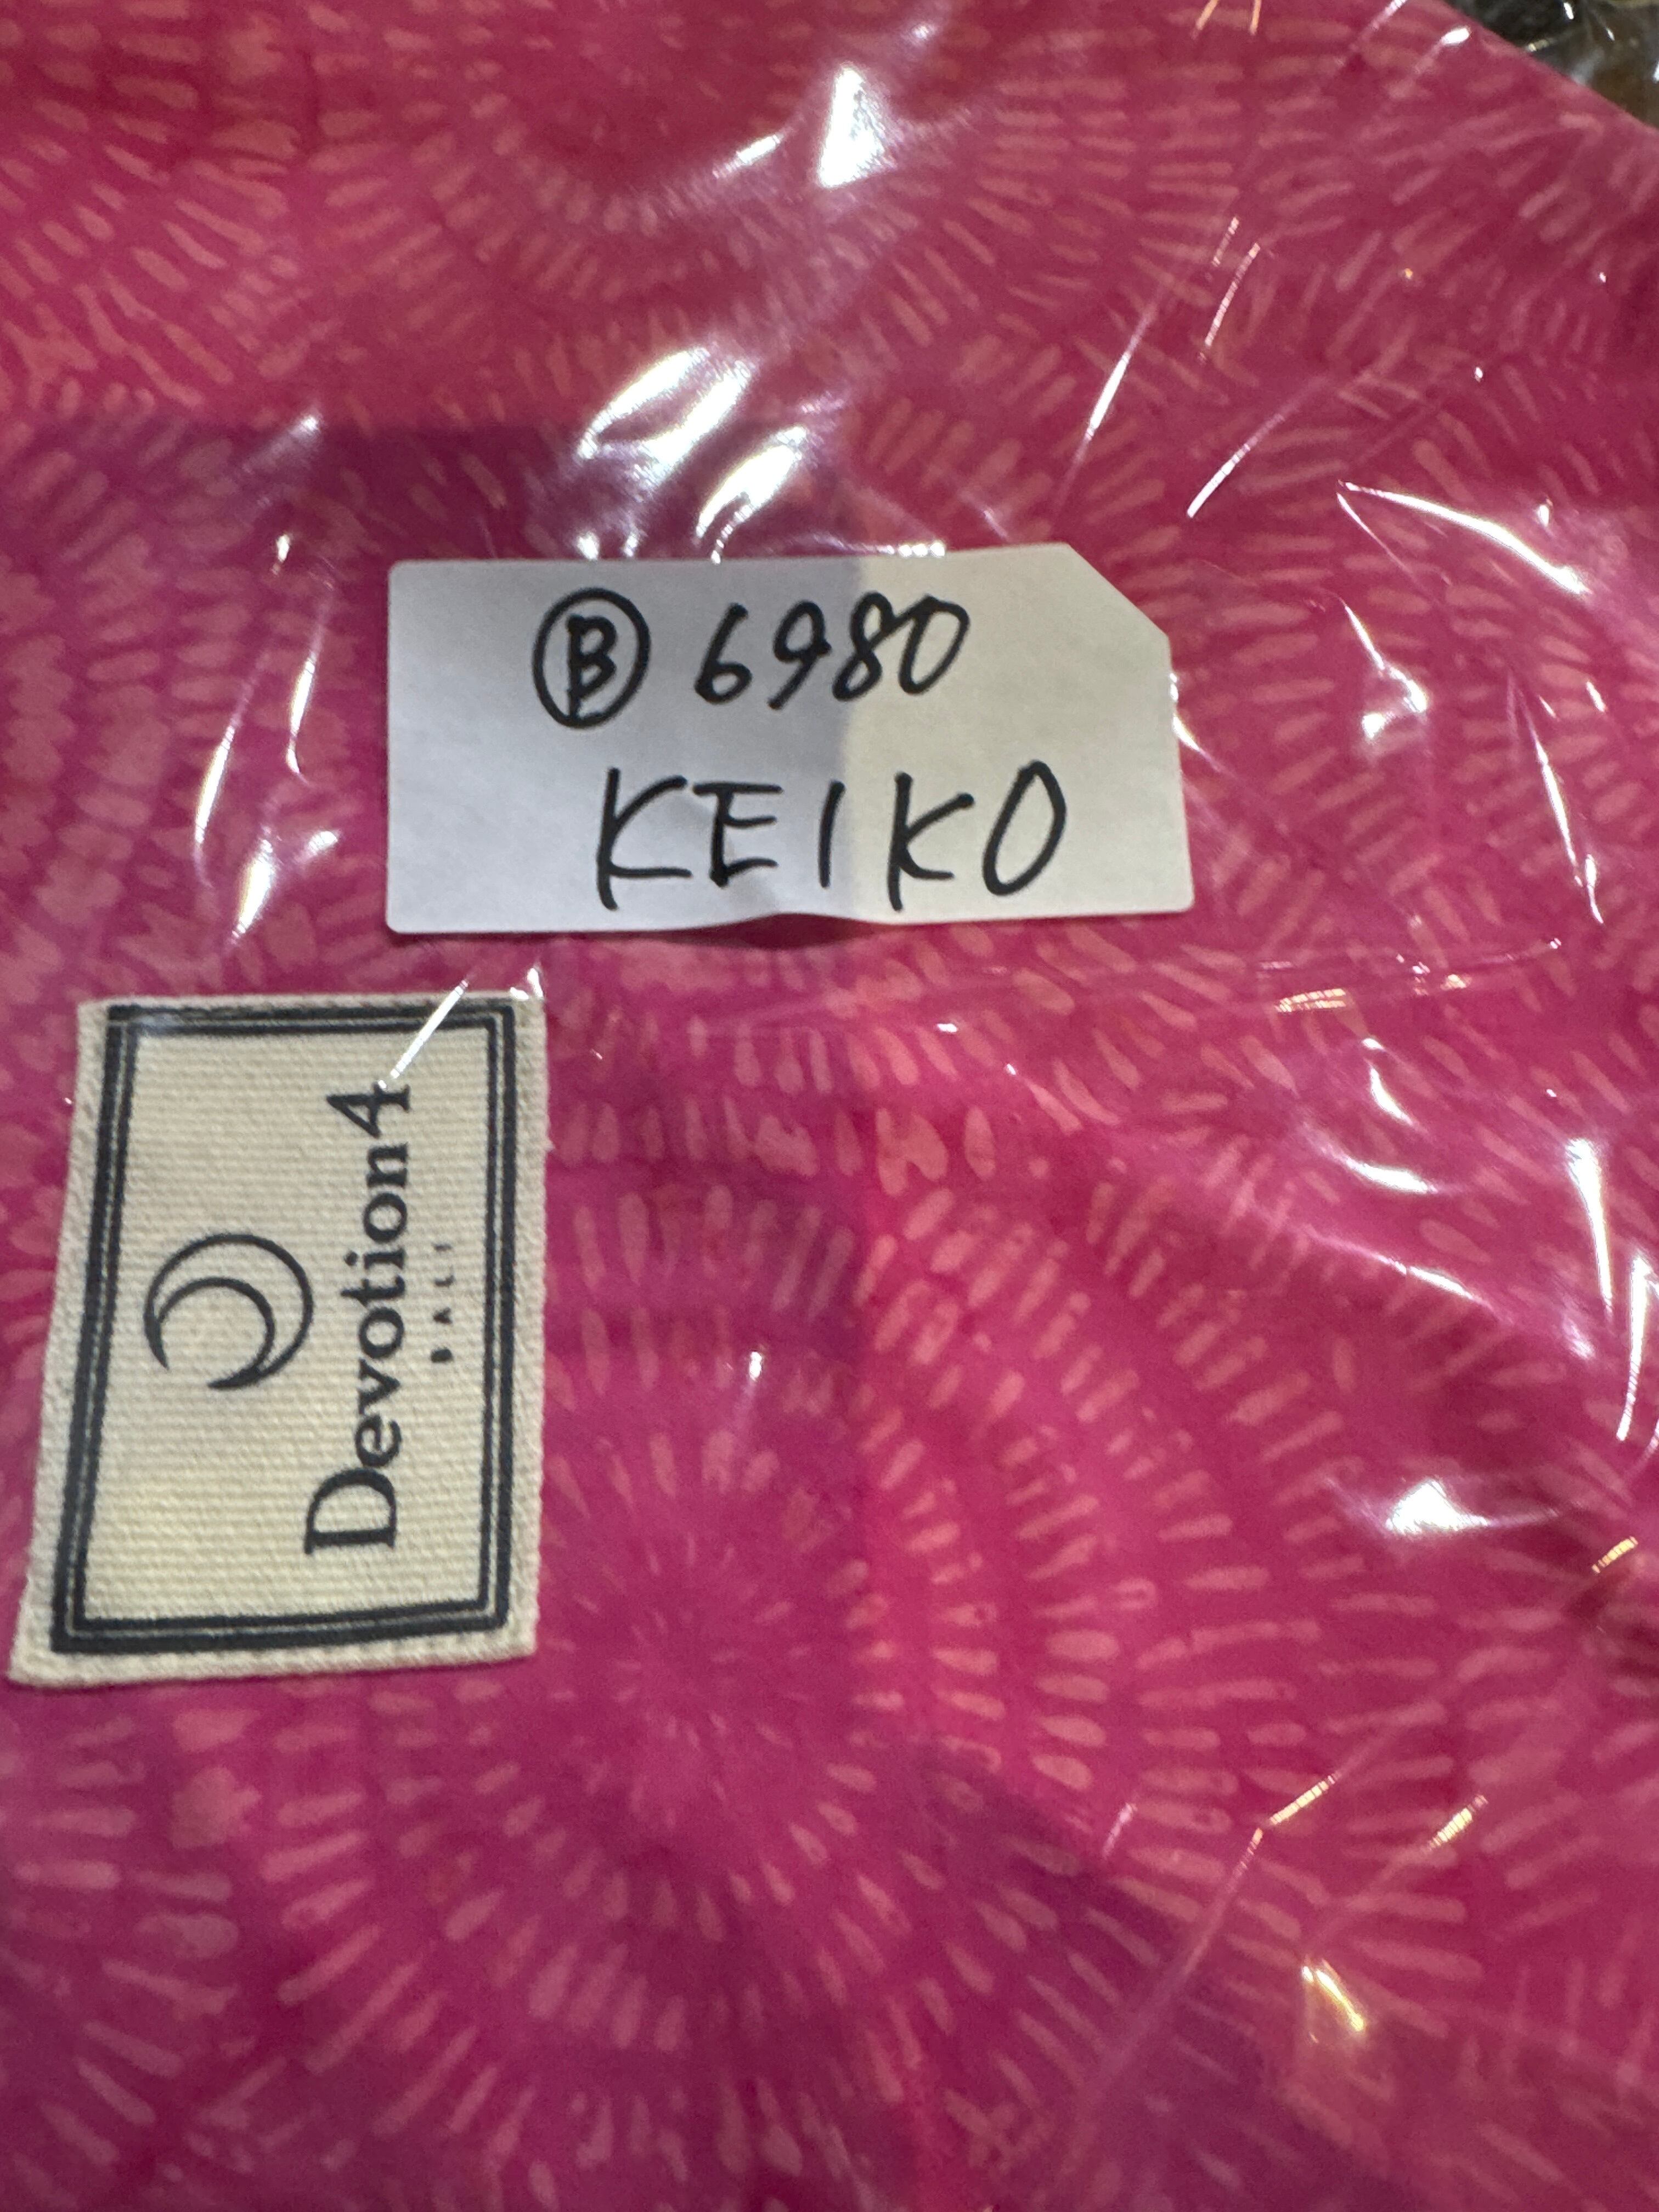 Ⓑ 6980
KEIKO
Devotion4
BALI